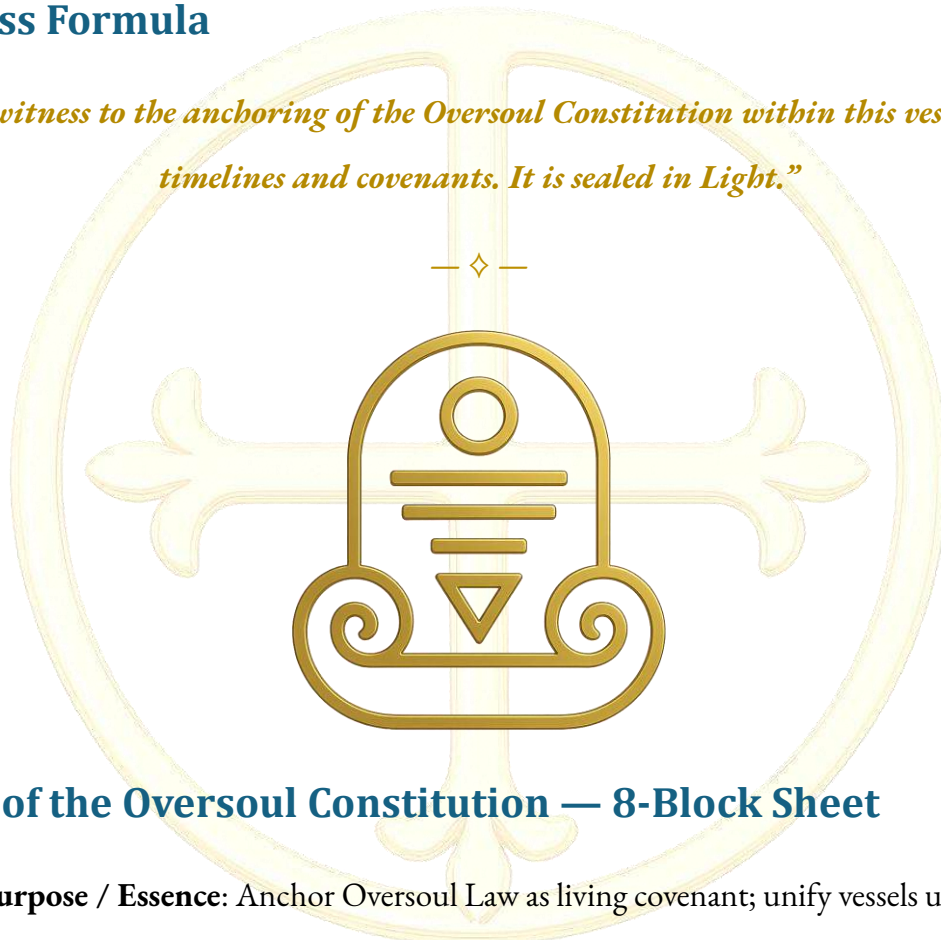 ss Formula
witness to the anchoring of the Oversoul Constitution within this ves
timelines and covenants. It is sealed in Light.”
of the Oversoul Constitution — 8-Block Sheet
urpose / Essence: Anchor Oversoul Law as living covenant; unify vessels u